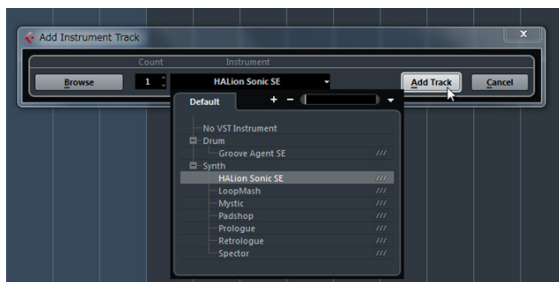 Add Instrument Track
x
Count Instrument
Browse 1 HALion Sonic SE Add Track Cancel
Default + -
No VST Instrument
Drum
Groove Agent SE ///
Synth
HALion Sonic SE ///
LoopMash ///
Mystic ///
Padshop ///
Prologue ///
Retrologue ///
Spector ///